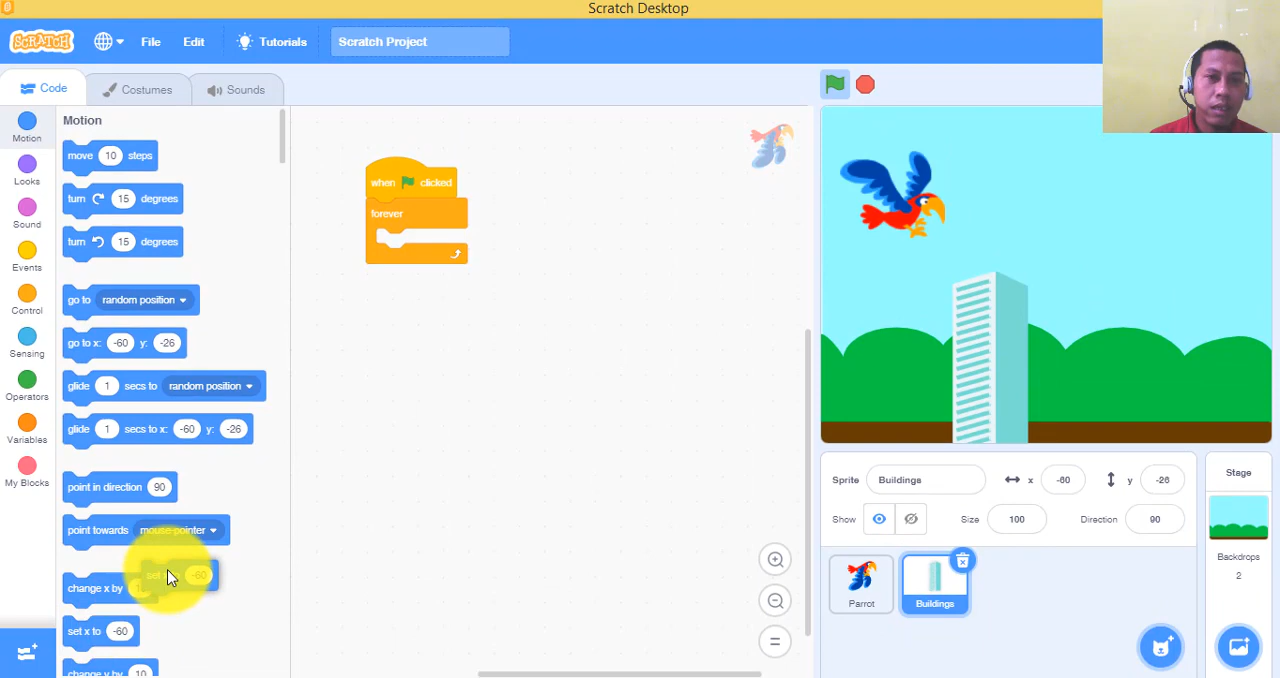 Scratch Desktop
SCRATCH File Edit Tutorials Scratch Project
Code Costumes Sounds
Motion
Looks
Sound
Events
Control
Sensing
Operators
Variables
My Blocks
Motion
move 10 steps
turn 15 degrees
turn 15 degrees
go to random position
go to x: -60 y: -26
glide 1 secs to random position
glide 1 secs to x: -60 y: -26
point in direction 90
point towards mouse-pointer
set -60
change x by
set x to -60
change y by 10
when clicked
forever
Sprite Buildings x -60 y -26
Show Size 100 Direction 90
Parrot
Buildings
Stage
Backdrops
2